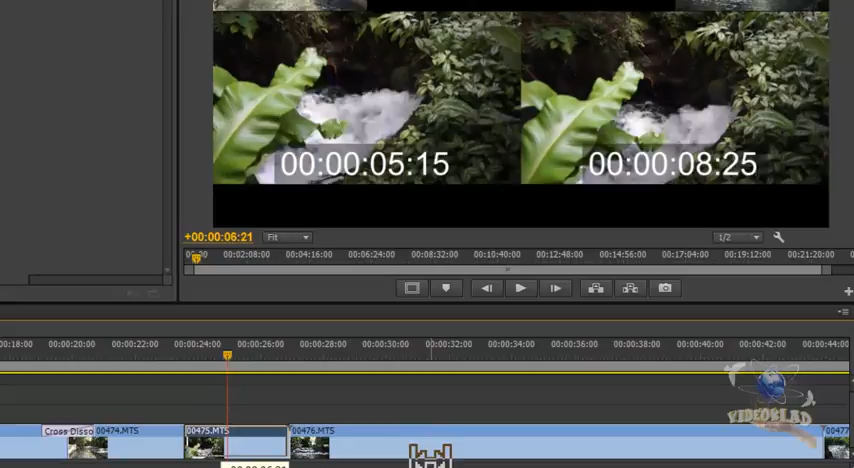 00:00:05:15 00:00:08:25
+00:00:06:21 Fit 1/2
00:02:08:00 00:04:16:00 00:06:24:00 00:08:32:00 00:10:40:00 00:12:48:00 00:14:56:00 00:17:04:00 00:19:12:00 00:21:20:00
0:18:00 00:00:20:00 00:00:22:00 00:00:24:00 00:00:26:00 00:00:28:00 00:00:30:00 00:00:32:00 00:00:34:00 00:00:36:00 00:00:38:00 00:00:40:00 00:00:42:00 00:00:44:00
VIDEOKLAD
Cross Disso 00474.MTS 00475.MTS 00476.MTS 00477